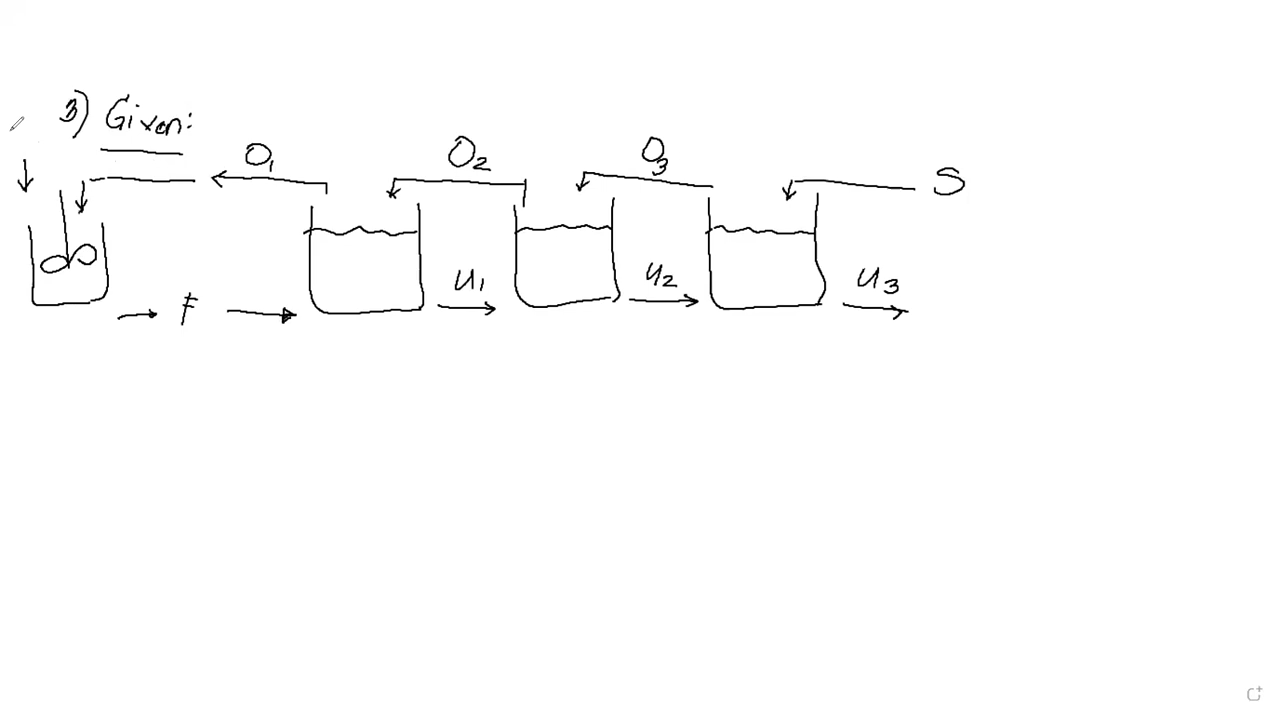 3) Given:
O₁ O₂ O₃ S
F U₁ U₂ U₃